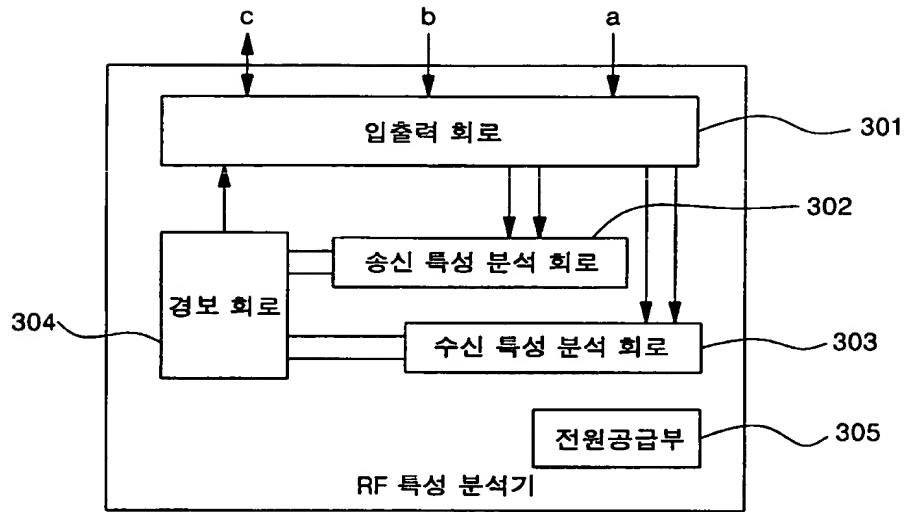 c
b
a
입출력 회로
301
302
송신 특성 분석 회로
경보 회로
304
수신 특성 분석 회로
303
전원공급부
305
RF 특성 분석기